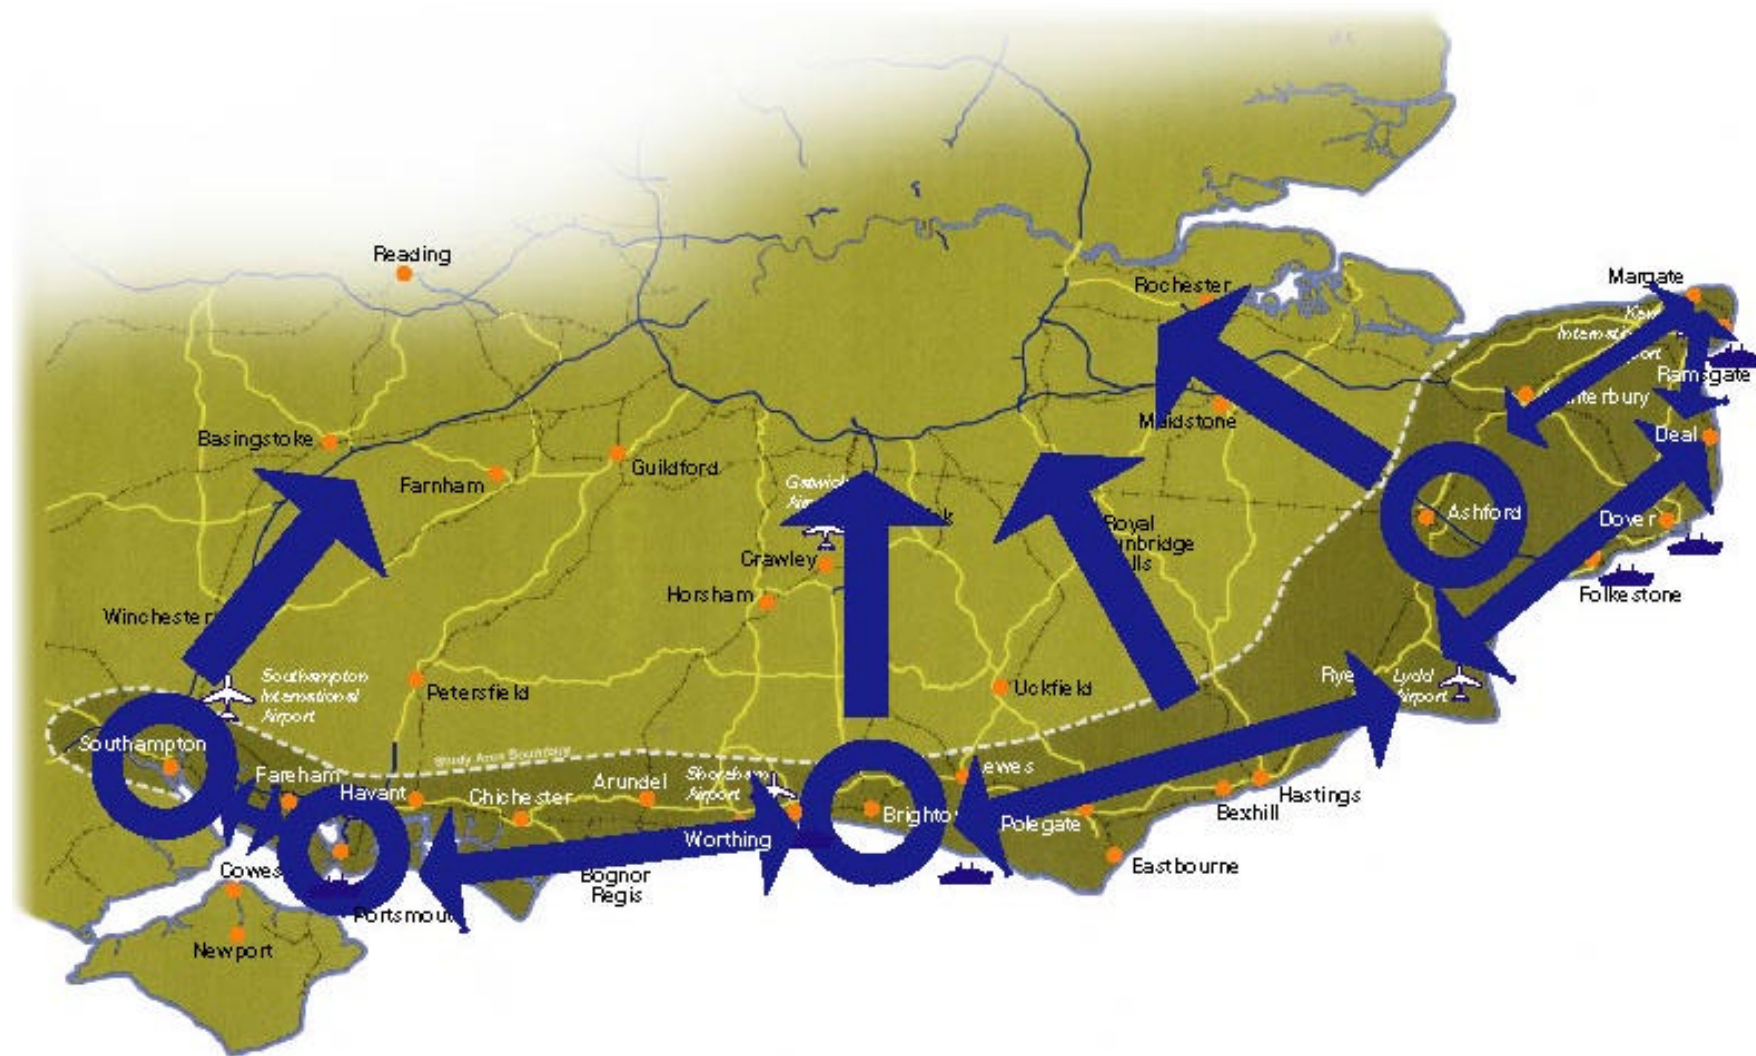 Reading
Margate
Rochester
Ramsgate
Maidstone
Basingstoke
Guildford
Farnham
Deal
Ashford
Dover
Royal
Crawley
Horsham
Folkestone
Winchester
Southampton
International
Airport
Petersfield
Uckfield
Rye
Lydd
Airport
Southampton
Study Area Boundary
Fareham
Havant
Chichester
Arundel
Shoreham
Airport
Hastings
Bexhill
Worthing
Polegate
Eastbourne
Cowes
Bognor
Regis
Newport